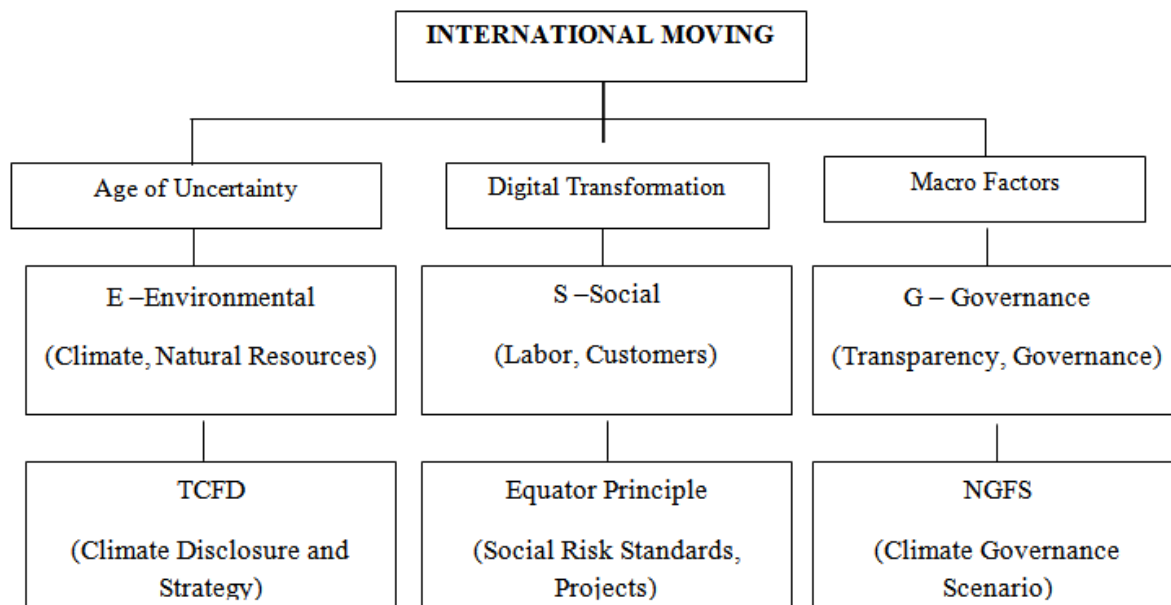 INTERNATIONAL MOVING
Age of Uncertainty
Digital Transformation
Macro Factors
E –Environmental
(Climate, Natural Resources)
S –Social
(Labor, Customers)
G – Governance
(Transparency, Governance)
TCFD
(Climate Disclosure and
Strategy)
Equator Principle
(Social Risk Standards,
Projects)
NGFS
(Climate Governance
Scenario)